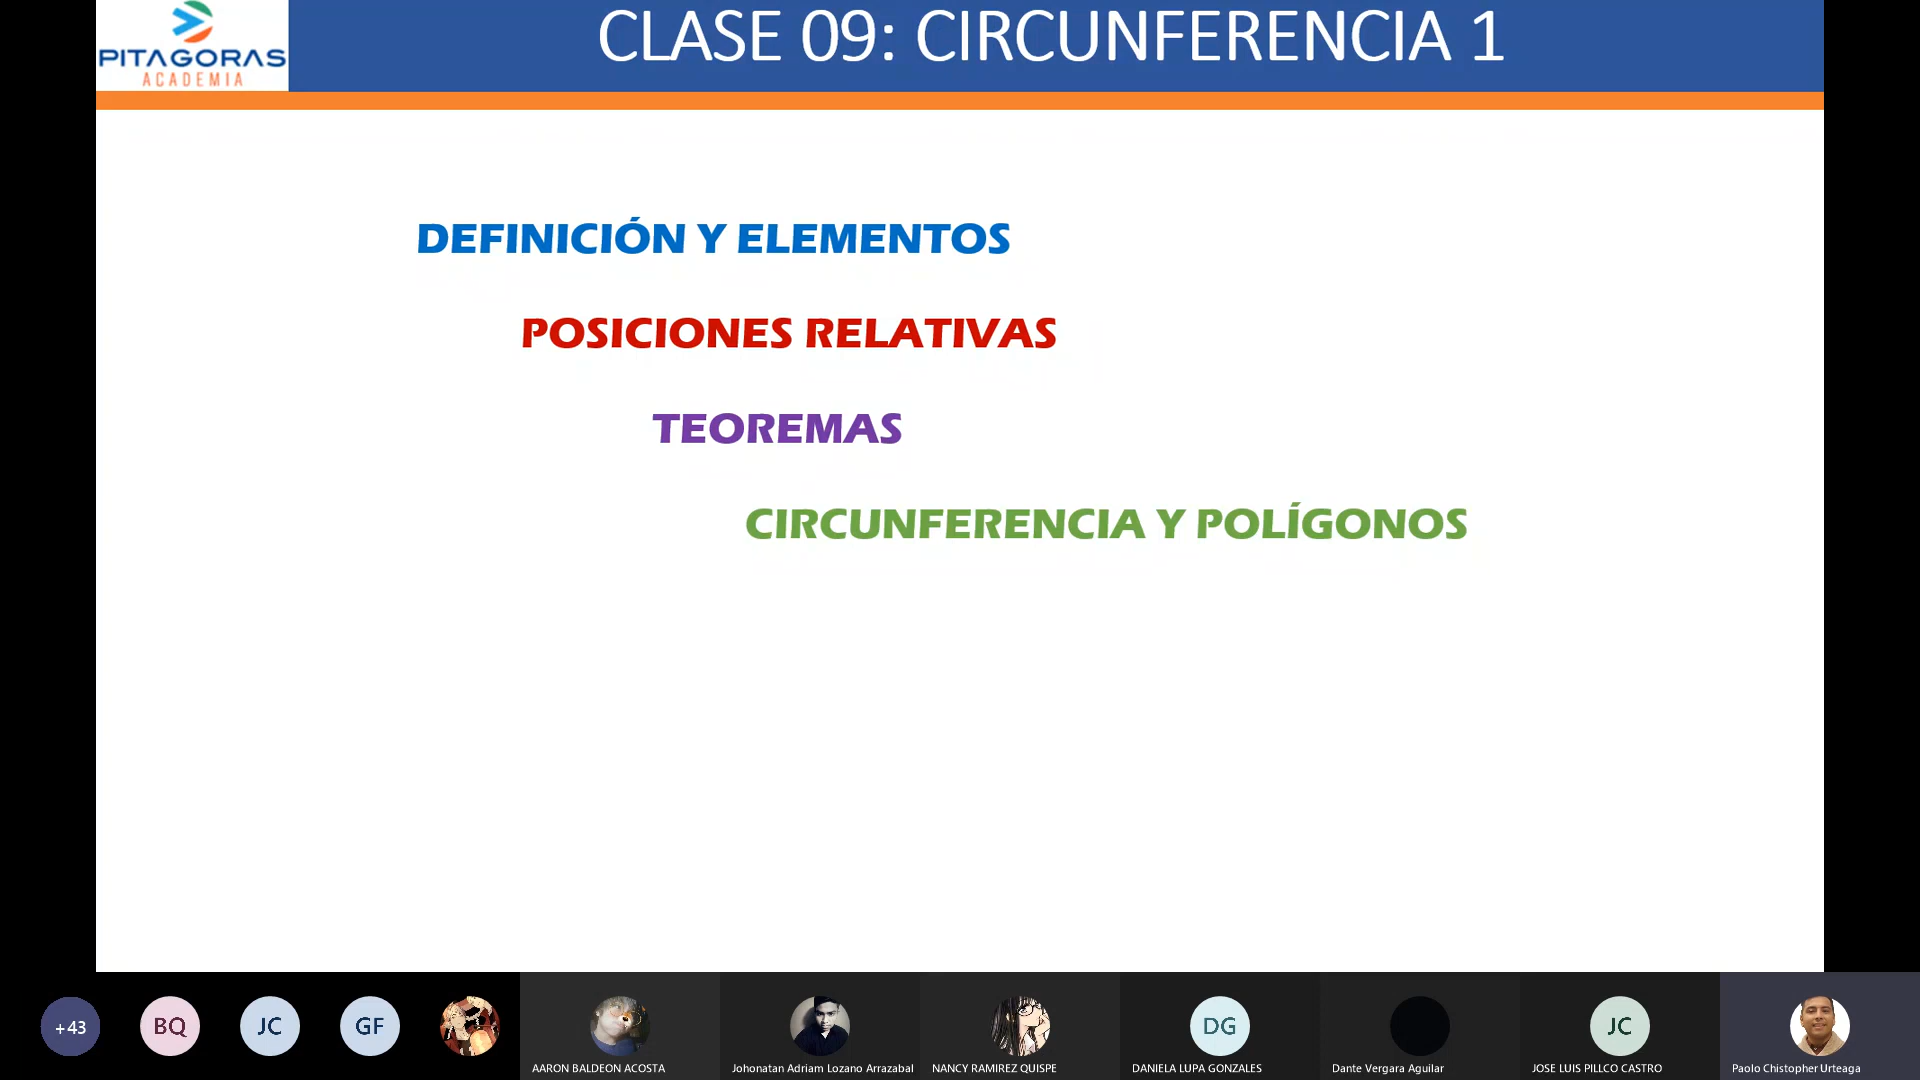 PITAGORAS
ACADEMIA
CLASE 09: CIRCUNFERENCIA 1
DEFINICIÓN Y ELEMENTOS
POSICIONES RELATIVAS
TEOREMAS
CIRCUNFERENCIA Y POLÍGONOS
+43
BQ
JC
GF
AARON BALDEON ACOSTA
Johonatan Adriam Lozano Arrazabal
NANCY RAMIREZ QUISPE
DG
DANIELA LUPA GONZALES
Dante Vergara Aguilar
JC
JOSE LUIS PILLCO CASTRO
Paolo Chistopher Urteaga